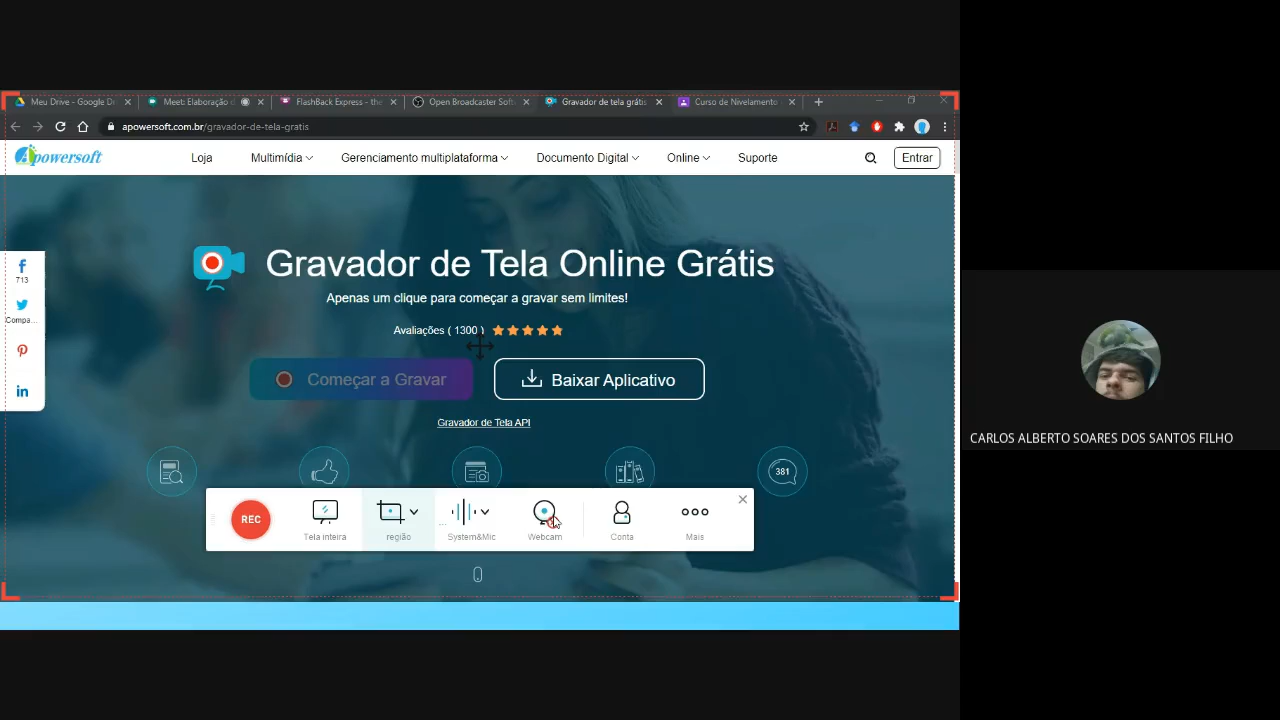 Meu Drive - Google D
Meet: Elaboração d
FlashBack Express - the
Open Broadcaster Soft
Gravador de tela grátis
Curso de Nivelamento
apowersoft.com.br/gravador-de-tela-gratis
Apowersoft
Loja
Multimídia
Gerenciamento multiplataforma
Documento Digital
Online
Suporte
Entrar
713
Compa...
Gravador de Tela Online Grátis
Apenas um clique para começar a gravar sem limites!
Avaliações ( 1300 )
Começar a Gravar
Baixar Aplicativo
Gravador de Tela API
381
REC
Tela inteira
região
System&Mic
Webcam
Conta
Mais
CARLOS ALBERTO SOARES DOS SANTOS FILHO